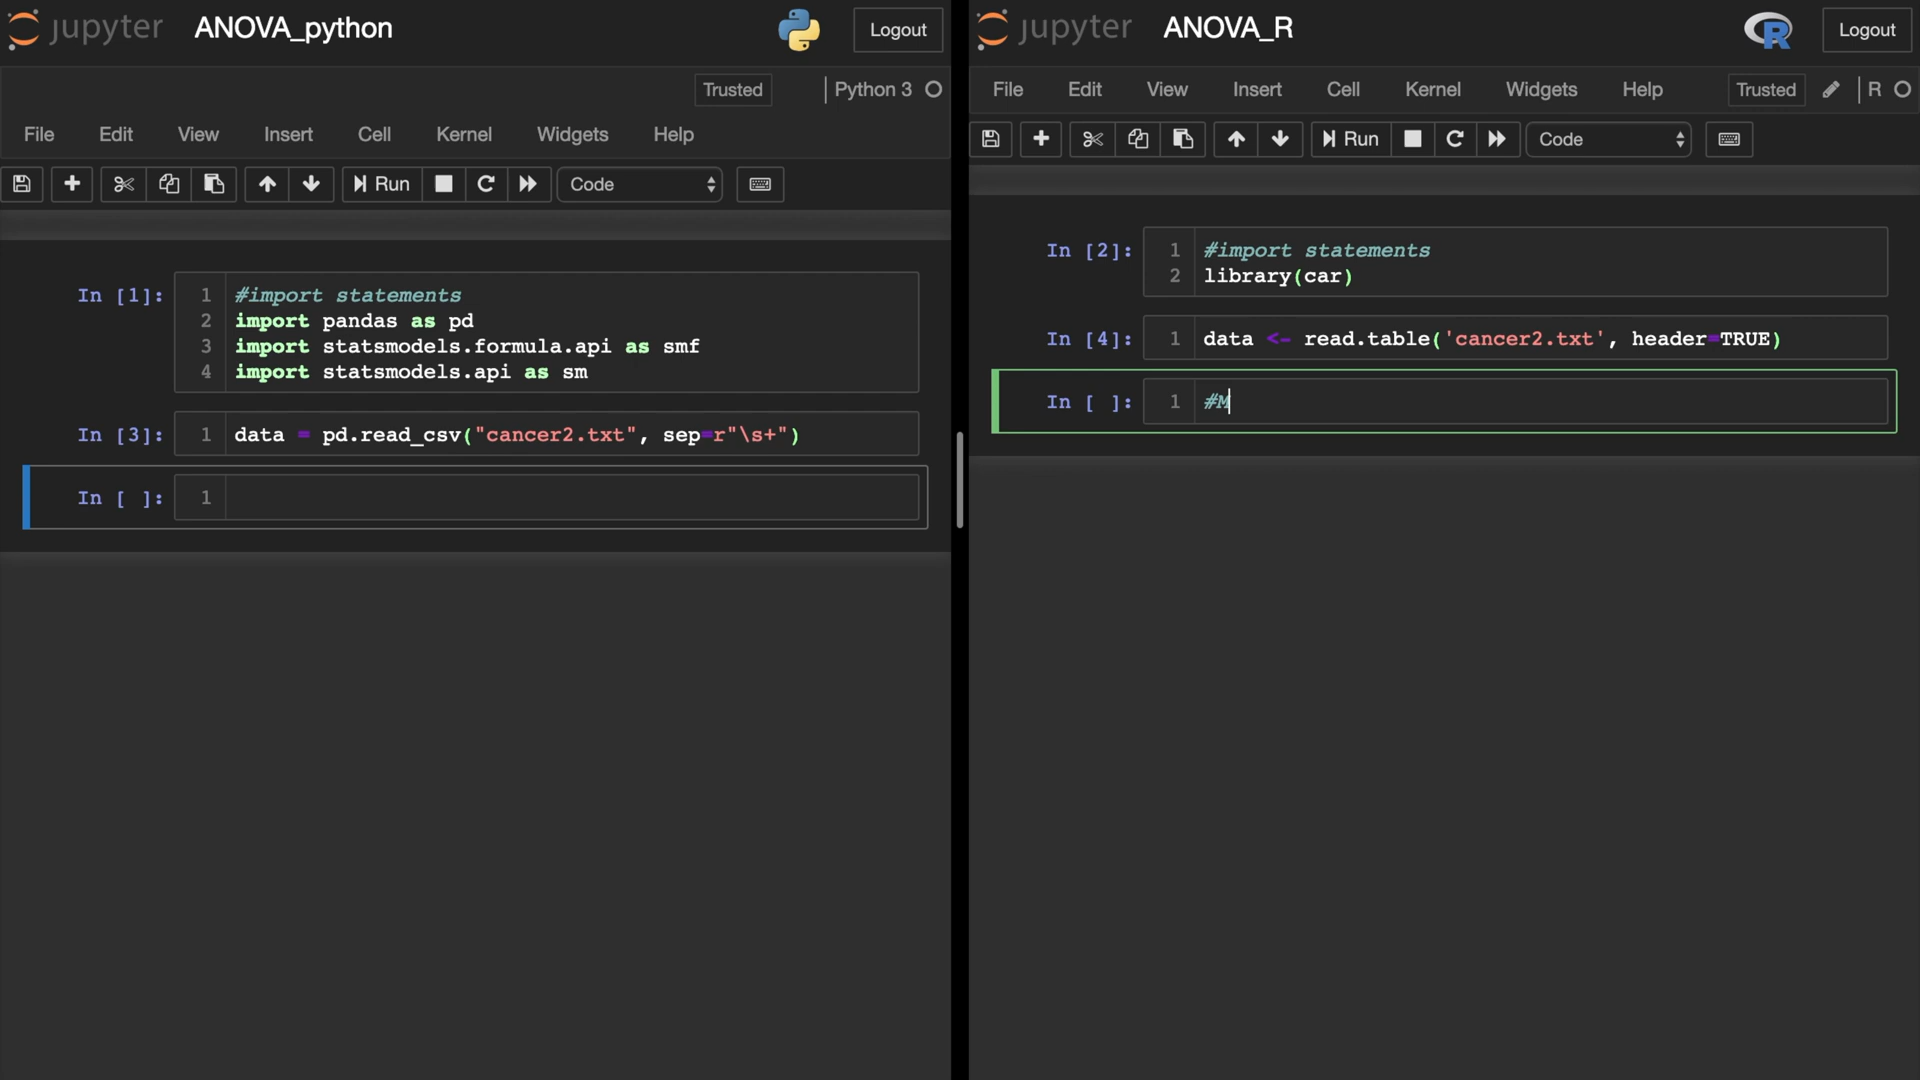 jupyter ANOVA_python Logout
Trusted Python 3
File Edit View Insert Cell Kernel Widgets Help
Run Code
In [1]: 1 #import statements
2 import pandas as pd
3 import statsmodels.formula.api as smf
4 import statsmodels.api as sm
In [3]: 1 data = pd.read_csv("cancer2.txt", sep=r"\s+")
In [ ]: 1
jupyter ANOVA_R R Logout
File Edit View Insert Cell Kernel Widgets Help Trusted R
Run Code
In [2]: 1 #import statements
2 library(car)
In [4]: 1 data <- read.table('cancer2.txt', header=TRUE)
In [ ]: 1 #M